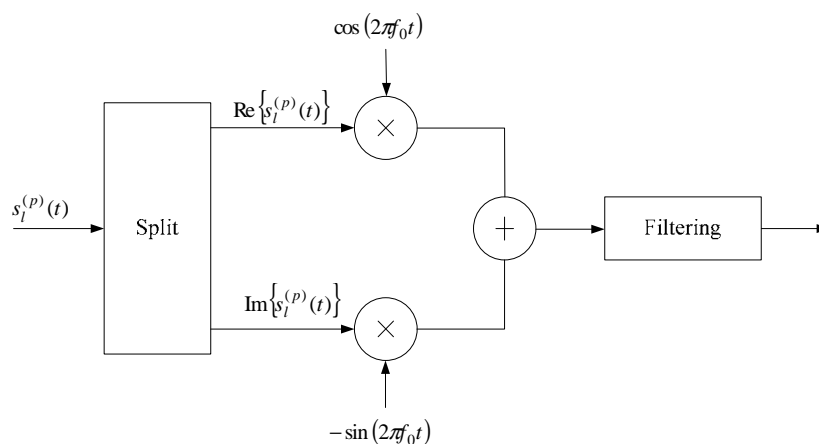 cos(2πf₀t)
Re{s_l^(p)(t)}
×
s_l^(p)(t)
Split
+
Filtering
Im{s_l^(p)(t)}
×
−sin(2πf₀t)